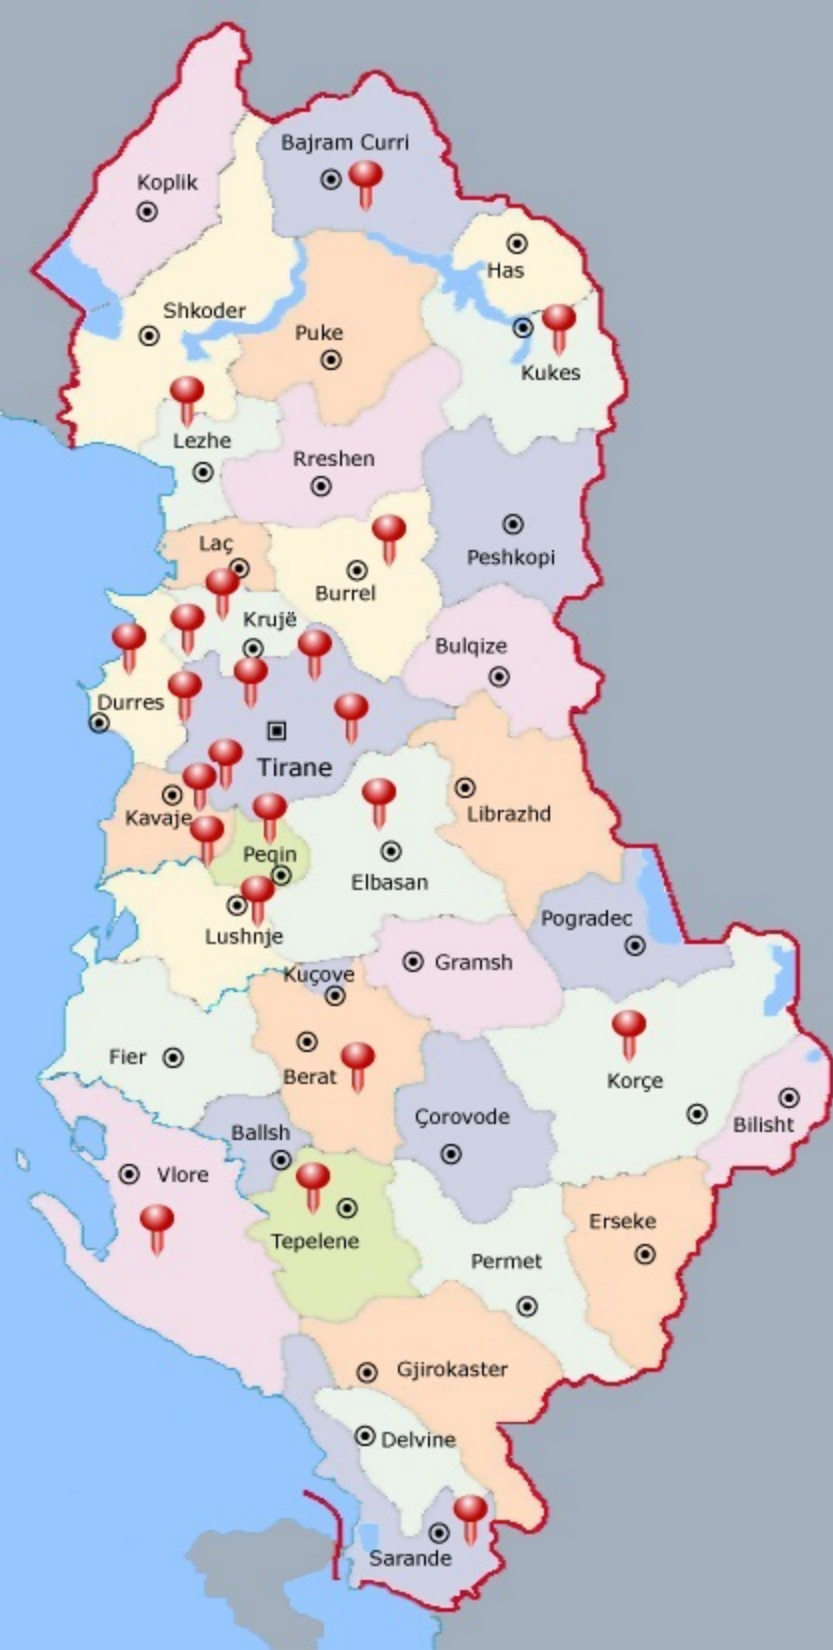 Bajram Curri
Koplik
Has
Shkoder
Puke
Kukes
Lezhe
Rreshen
Laç
Peshkopi
Burrel
Krujë
Bulqize
Durres
Tirane
Kavaje
Librazhd
Peqin
Elbasan
Pogradec
Lushnje
Gramsh
Kuçove
Fier
Berat
Korçe
Çorovode
Bilisht
Ballsh
Vlore
Erseke
Tepelene
Permet
Gjirokaster
Delvine
Sarande